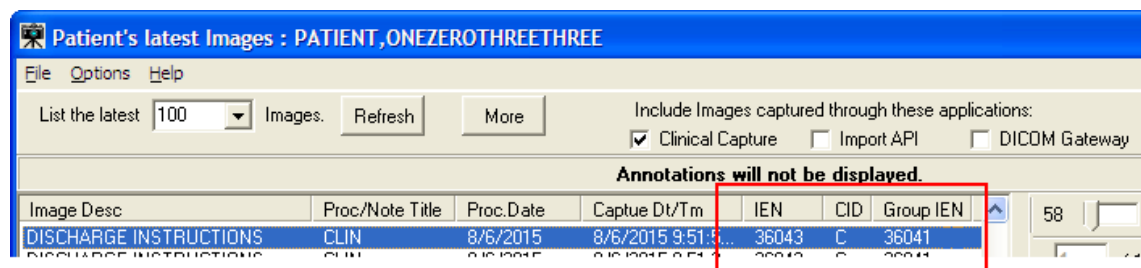 Patient's latest Images : PATIENT,ONEZEROTHREETHREE
File Options Help
List the latest 100 Images. Refresh More Include Images captured through these applications:
Clinical Capture Import API DICOM Gateway
Annotations will not be displayed.
Image Desc Proc/Note Title Proc.Date Captue Dt/Tm IEN CID Group IEN 58
DISCHARGE INSTRUCTIONS CLIN 8/6/2015 8/6/2015 9:51:5... 36043 C 36041